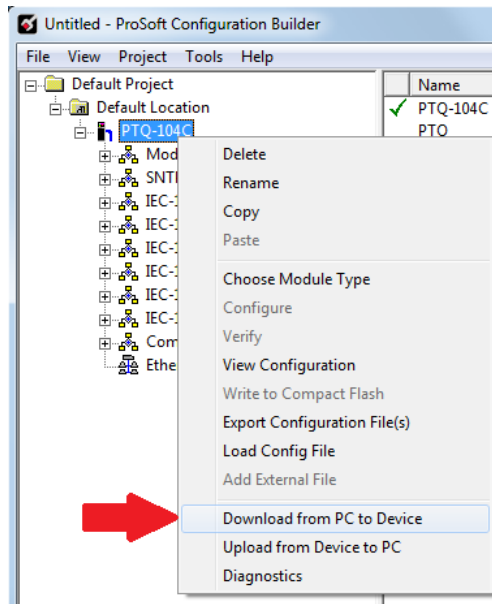 Untitled - ProSoft Configuration Builder
File View Project Tools Help
Default Project
Default Location
PTQ-104C
Mod
SNTI
IEC-1
IEC-1
IEC-1
IEC-1
IEC-1
IEC-1
Com
Ethe
Name
PTQ-104C
PTQ
Delete
Rename
Copy
Paste
Choose Module Type
Configure
Verify
View Configuration
Write to Compact Flash
Export Configuration File(s)
Load Config File
Add External File
Download from PC to Device
Upload from Device to PC
Diagnostics